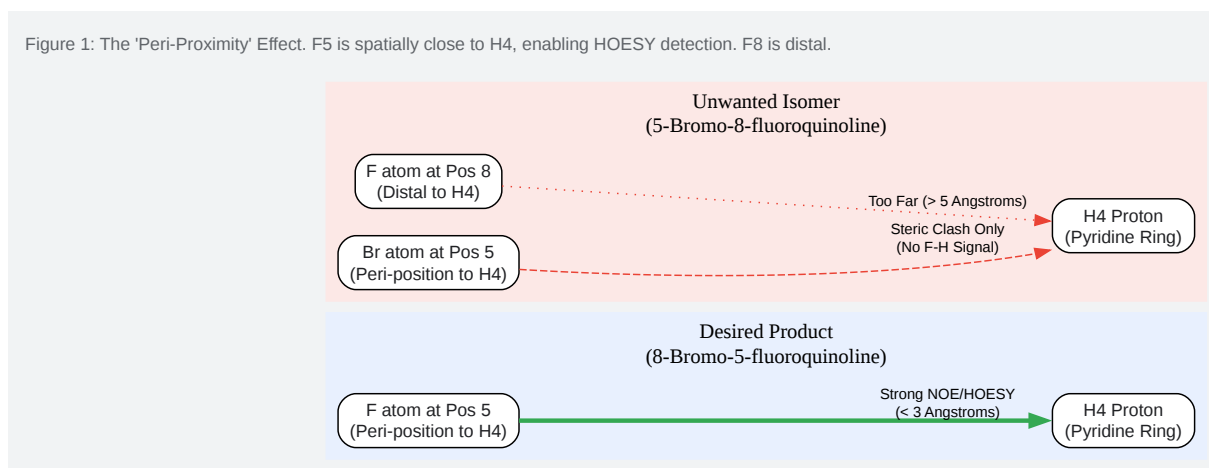 Figure 1: The 'Peri-Proximity' Effect. F5 is spatially close to H4, enabling HOESY detection. F8 is distal.
Unwanted Isomer
(5-Bromo-8-fluoroquinoline)
F atom at Pos 8
(Distal to H4)
Too Far (> 5 Angstroms)
Steric Clash Only
(No F-H Signal)
H4 Proton
(Pyridine Ring)
Br atom at Pos 5
(Peri-position to H4)
Desired Product
(8-Bromo-5-fluoroquinoline)
F atom at Pos 5
(Peri-position to H4)
Strong NOE/HOESY
(< 3 Angstroms)
H4 Proton
(Pyridine Ring)